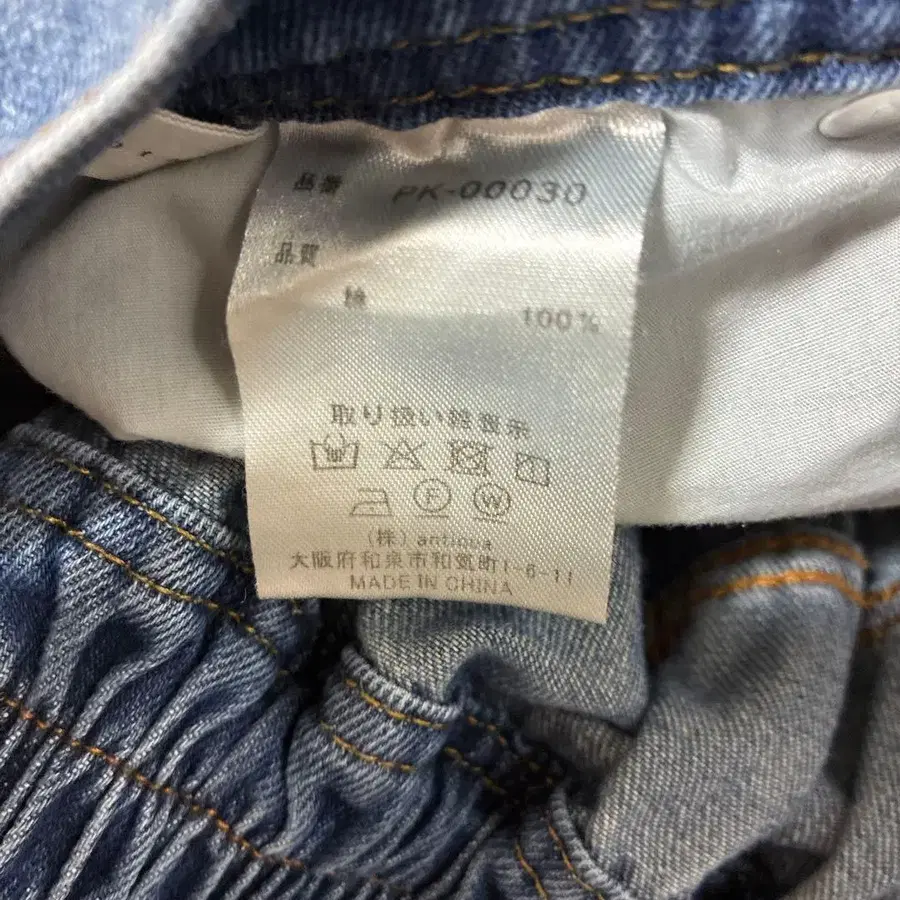 品番 PK-00030
品質
綿 100%
取り扱い絵表示
F W
(株) antiqua
大阪府和泉市和気町1-6-11
MADE IN CHINA